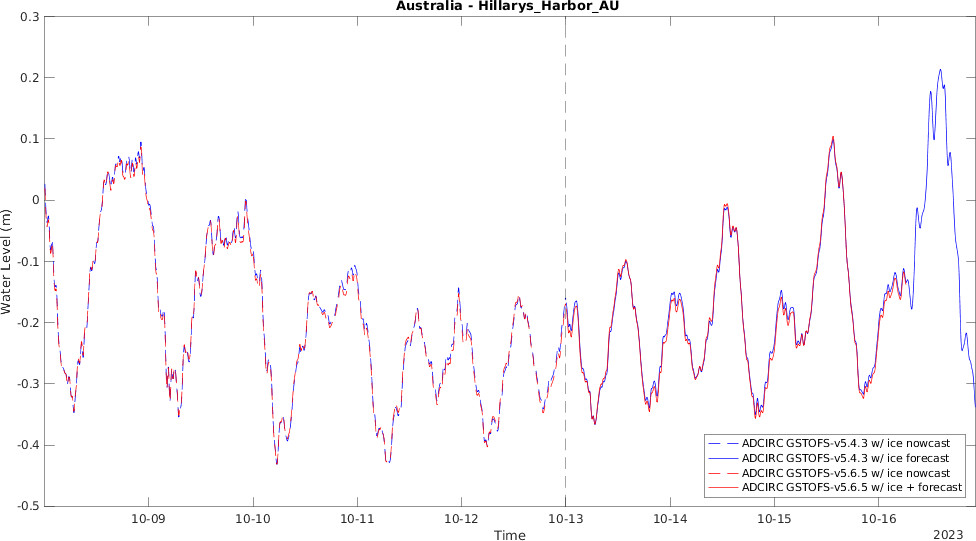 Australia - Hillarys_Harbor_AU
0.3
0.2
0.1
0
-0.1
-0.2
-0.3
-0.4
-0.5
Water Level (m)
10-09
10-10
10-11
10-12
10-13
10-14
10-15
10-16
2023
Time
ADCIRC GSTOFS-v5.4.3 w/ ice nowcast
ADCIRC GSTOFS-v5.4.3 w/ ice forecast
ADCIRC GSTOFS-v5.6.5 w/ ice nowcast
ADCIRC GSTOFS-v5.6.5 w/ ice + forecast